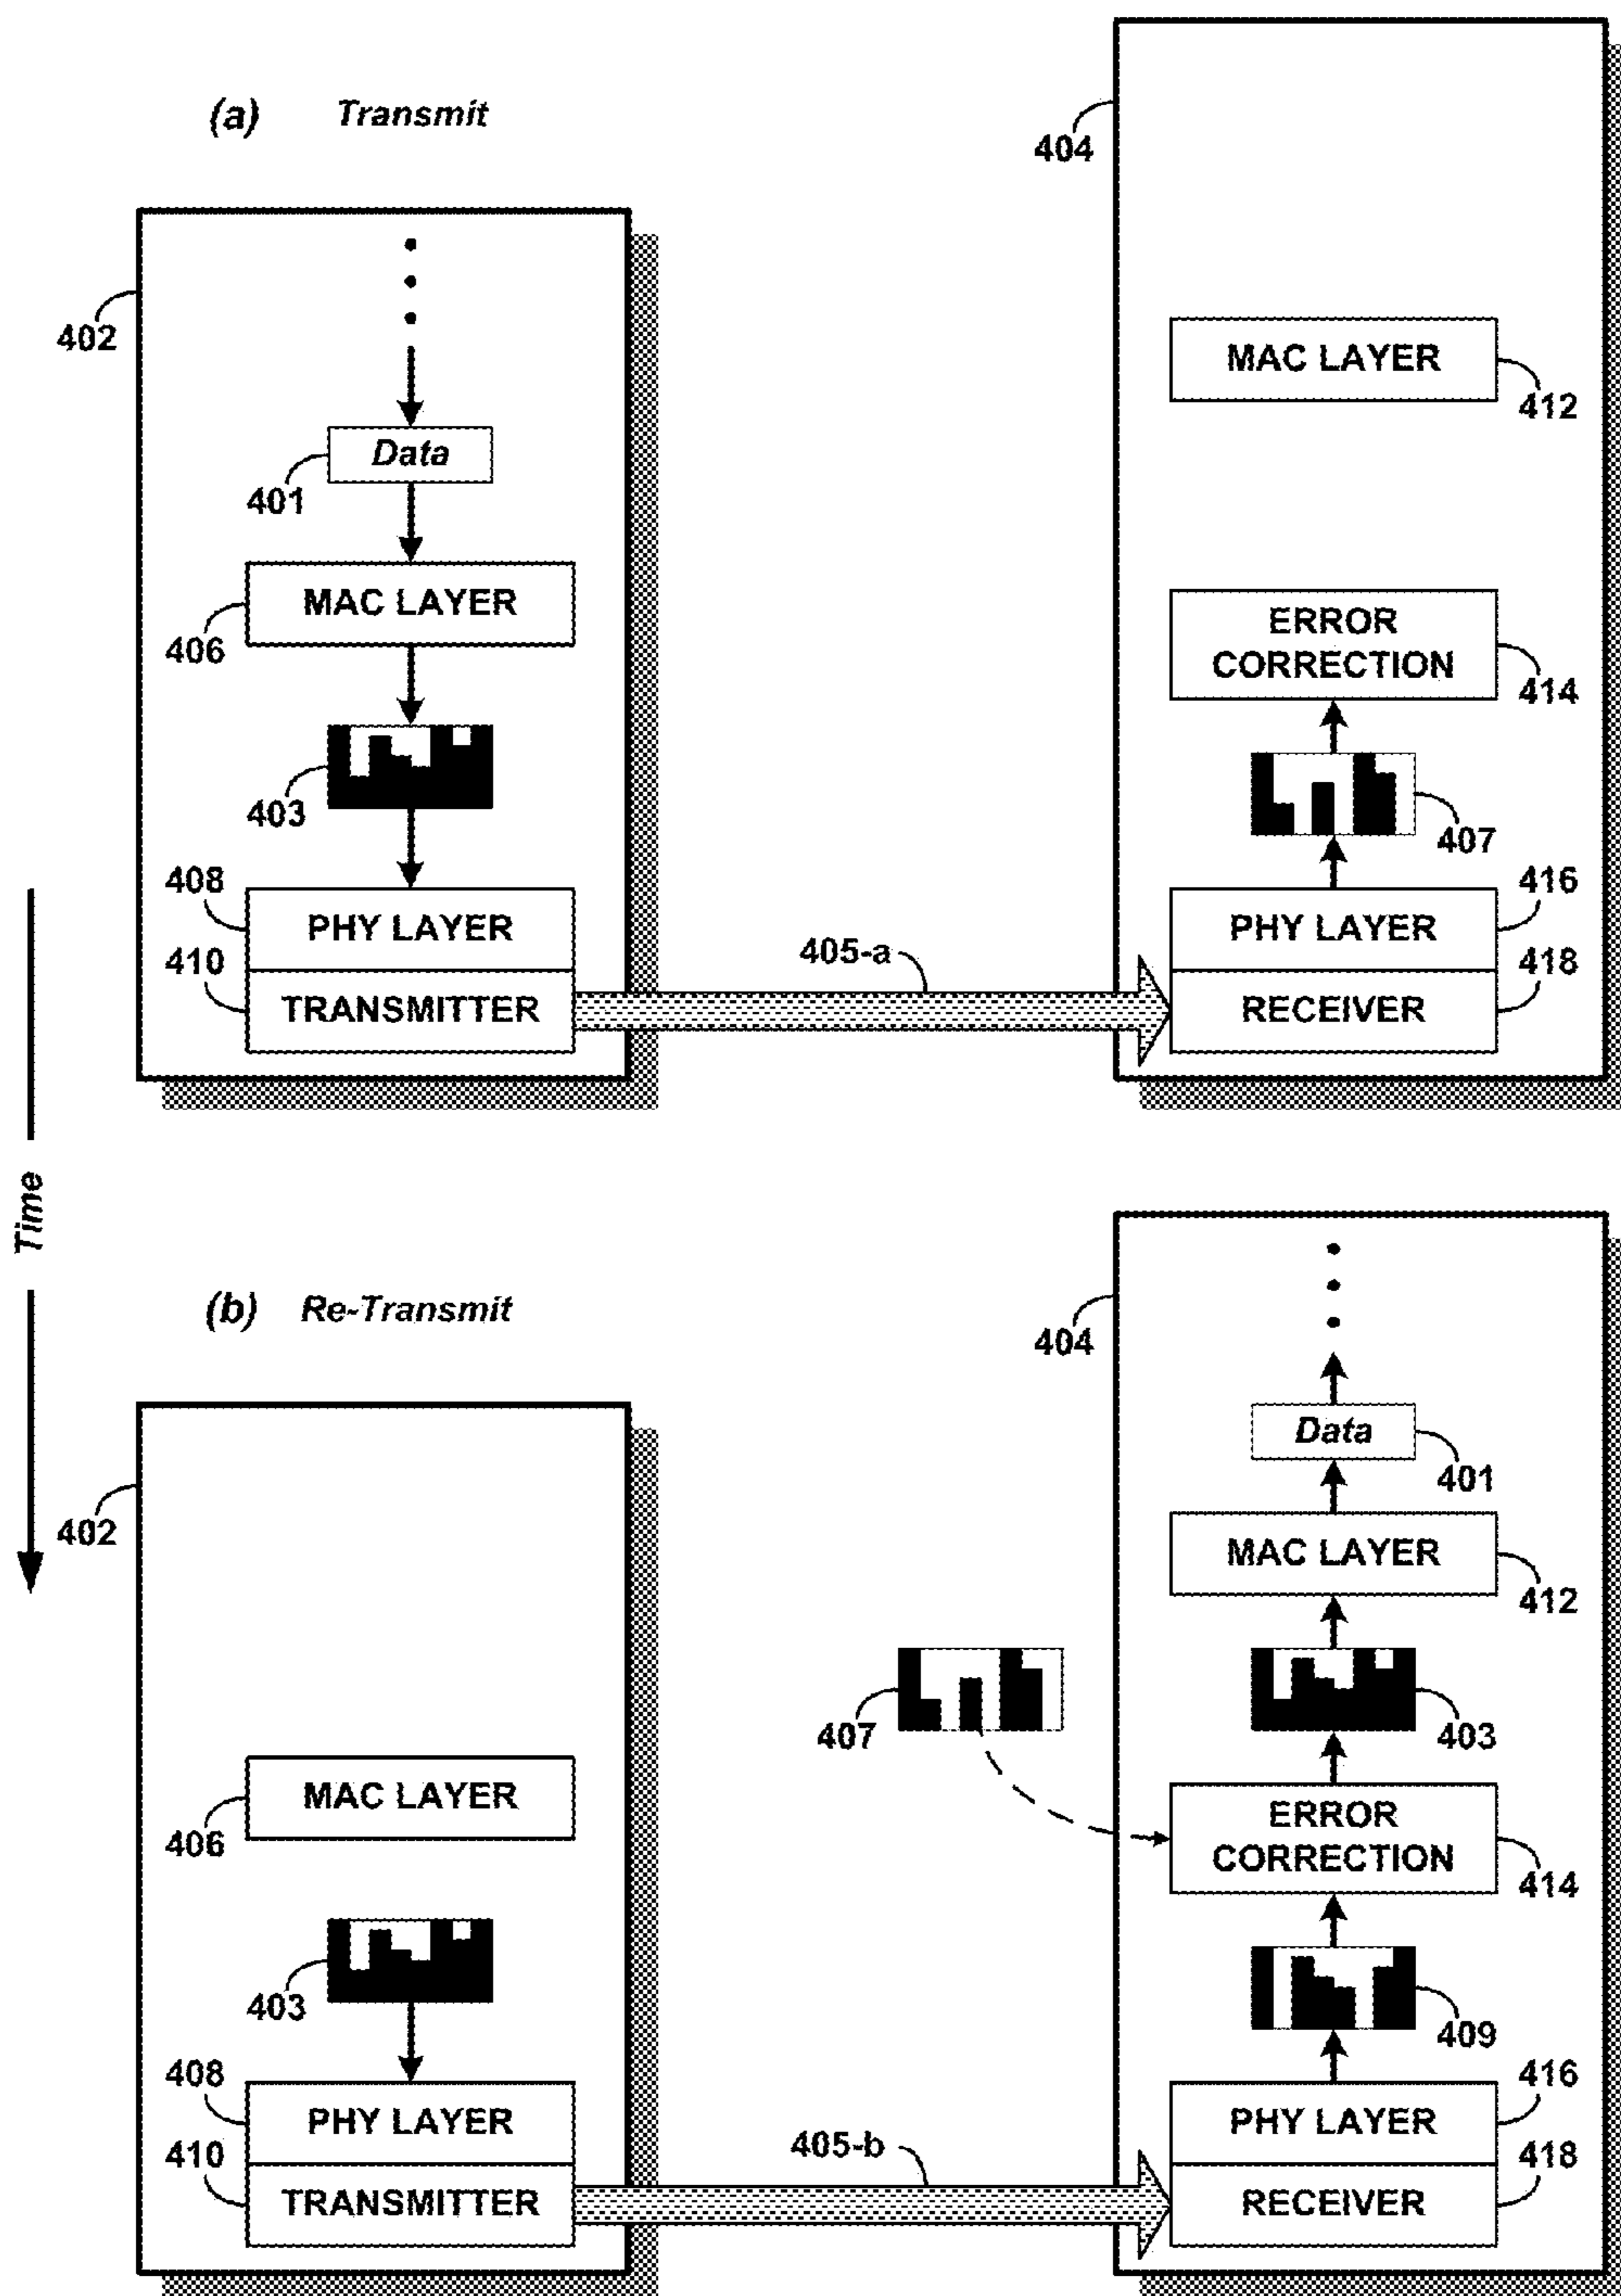 (a) Transmit
404
402
MAC LAYER
412
Data
401
MAC LAYER
406
ERROR
CORRECTION
414
403
407
408
PHY LAYER
410
TRANSMITTER
405-a
416
PHY LAYER
418
RECEIVER
Time
(b) Re-Transmit
404
402
Data
401
MAC LAYER
412
407
403
MAC LAYER
406
ERROR
CORRECTION
414
403
409
408
PHY LAYER
410
TRANSMITTER
405-b
416
PHY LAYER
418
RECEIVER